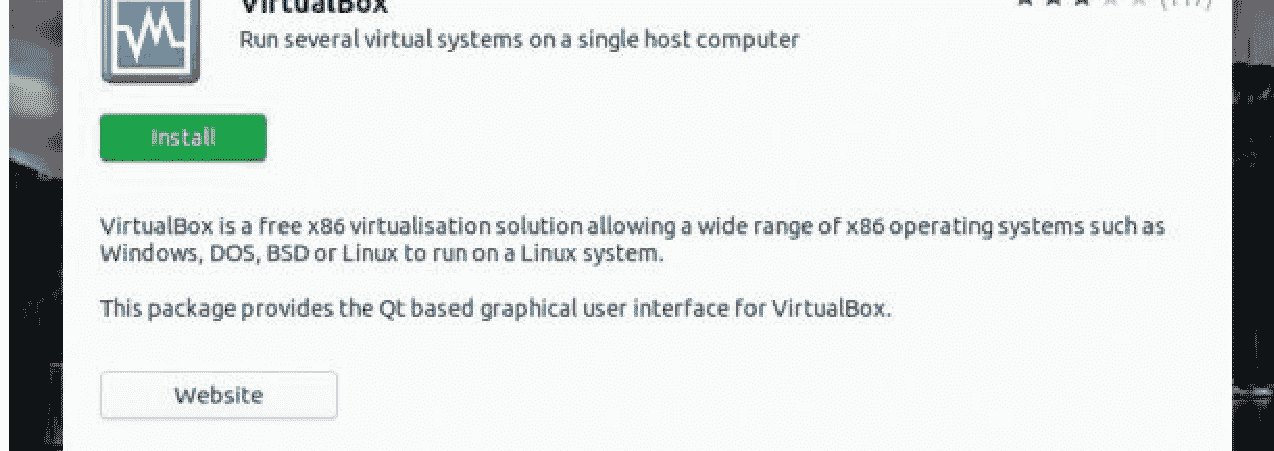 VirtualBox
Run several virtual systems on a single host computer
Install
VirtualBox is a free x86 virtualisation solution allowing a wide range of x86 operating systems such as
Windows, DOS, BSD or Linux to run on a Linux system.
This package provides the Qt based graphical user interface for VirtualBox.
Website